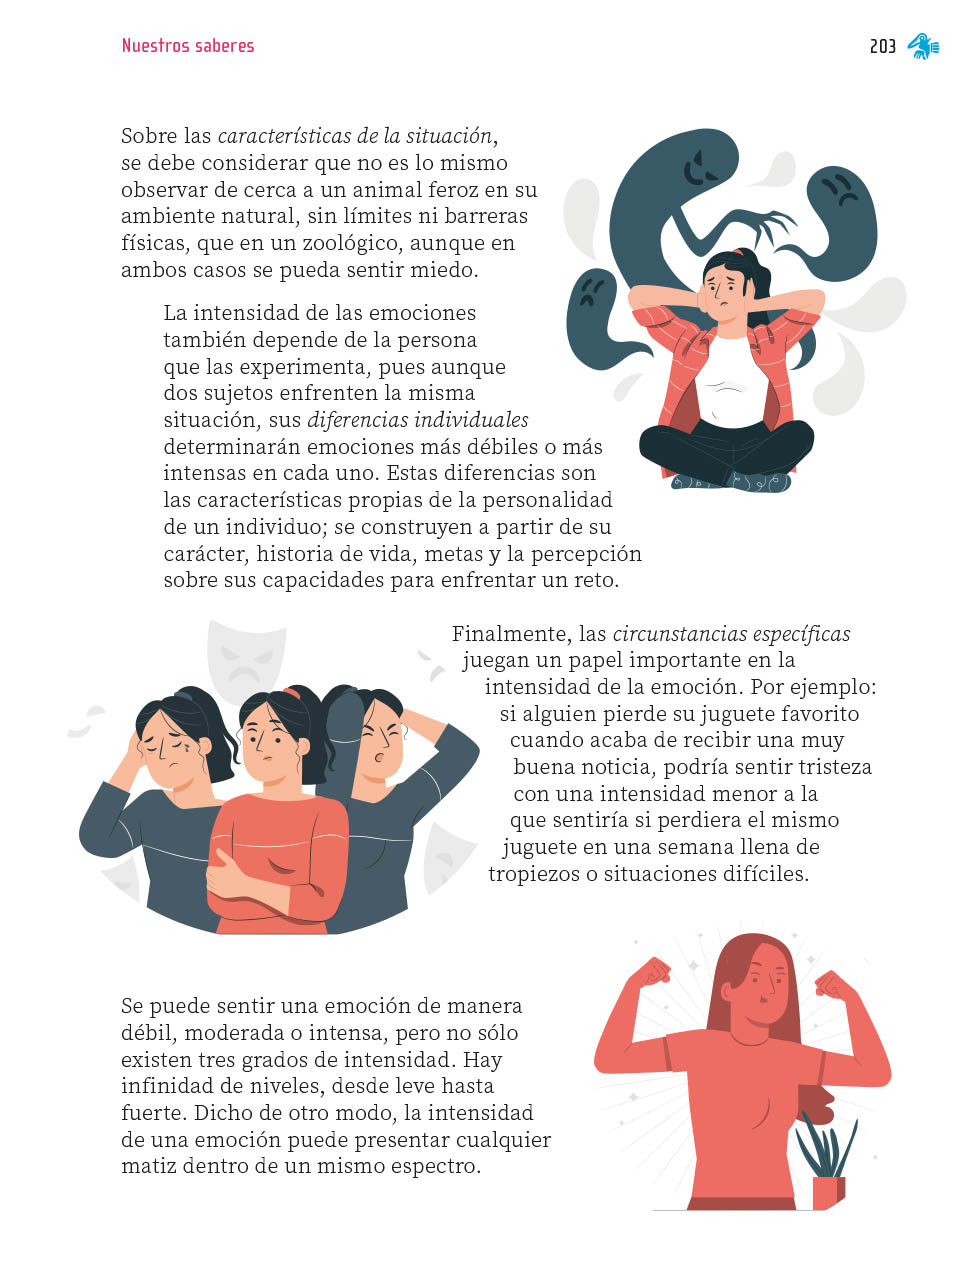 Nuestros saberes
203
Sobre las características de la situación,
se debe considerar que no es lo mismo
observar de cerca a un animal feroz en su
ambiente natural, sin límites ni barreras
físicas, que en un zoológico, aunque en
ambos casos se pueda sentir miedo.
La intensidad de las emociones
también depende de la persona
que las experimenta, pues aunque
dos sujetos enfrenten la misma
situación, sus diferencias individuales
determinarán emociones más débiles o más
intensas en cada uno. Estas diferencias son
las características propias de la personalidad
de un individuo; se construyen a partir de su
carácter, historia de vida, metas y la percepción
sobre sus capacidades para enfrentar un reto.
Finalmente, las circunstancias específicas
juegan un papel importante en la
intensidad de la emoción. Por ejemplo:
si alguien pierde su juguete favorito
cuando acaba de recibir una muy
buena noticia, podría sentir tristeza
con una intensidad menor a la
que sentiría si perdiera el mismo
juguete en una semana llena de
tropiezos o situaciones difíciles.
Se puede sentir una emoción de manera
débil, moderada o intensa, pero no sólo
existen tres grados de intensidad. Hay
infinidad de niveles, desde leve hasta
fuerte. Dicho de otro modo, la intensidad
de una emoción puede presentar cualquier
matiz dentro de un mismo espectro.